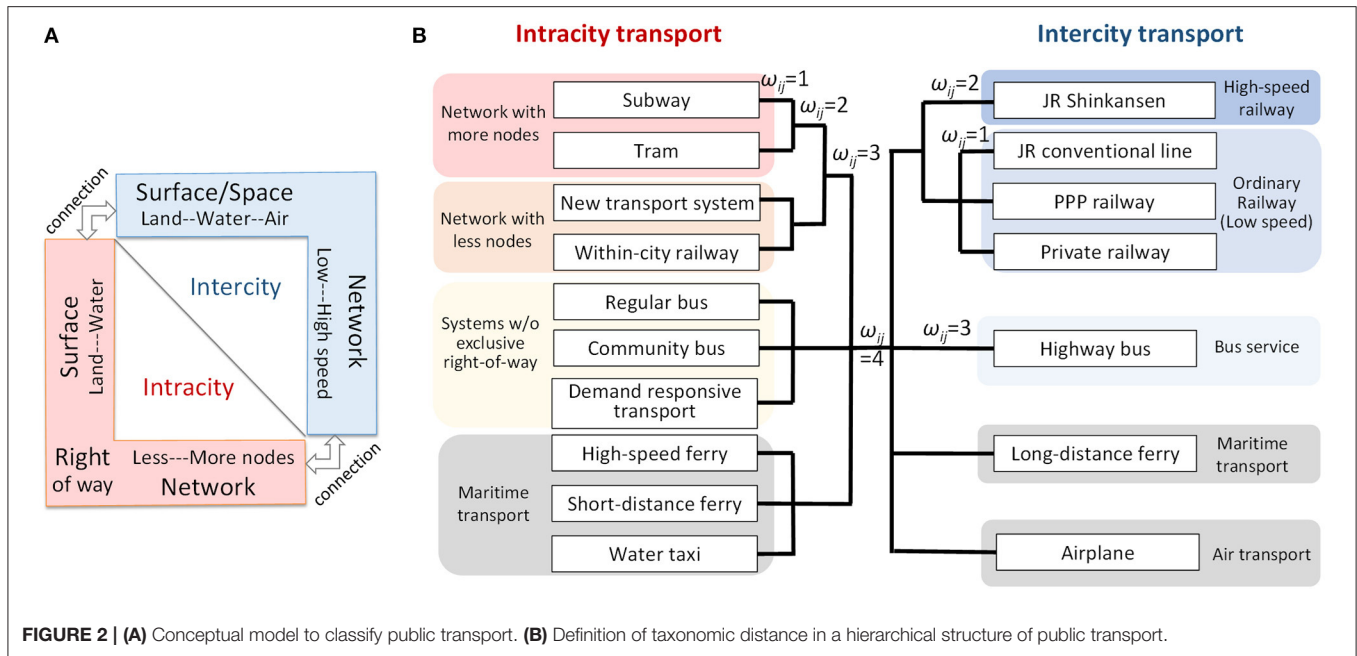 A
connection
Surface/Space
Land--Water--Air
Network
Low---High speed
Intercity
Surface
Land---Water
Intracity
Right
of way
Less---More nodes
Network
connection
B
Intracity transport
Intercity transport
Network with
more nodes
Subway
Tram
ωij=1
ωij=2
ωij=3
Network with
less nodes
New transport system
Within-city railway
Systems w/o
exclusive
right-of-way
Regular bus
Community bus
Demand responsive
transport
Maritime
transport
High-speed ferry
Short-distance ferry
Water taxi
ωij
=4
ωij=2
JR Shinkansen
High-speed
railway
ωij=1
JR conventional line
PPP railway
Private railway
Ordinary
Railway
(Low speed)
ωij=3
Highway bus
Bus service
Long-distance ferry
Maritime
transport
Airplane
Air transport
FIGURE 2 | (A) Conceptual model to classify public transport. (B) Definition of taxonomic distance in a hierarchical structure of public transport.